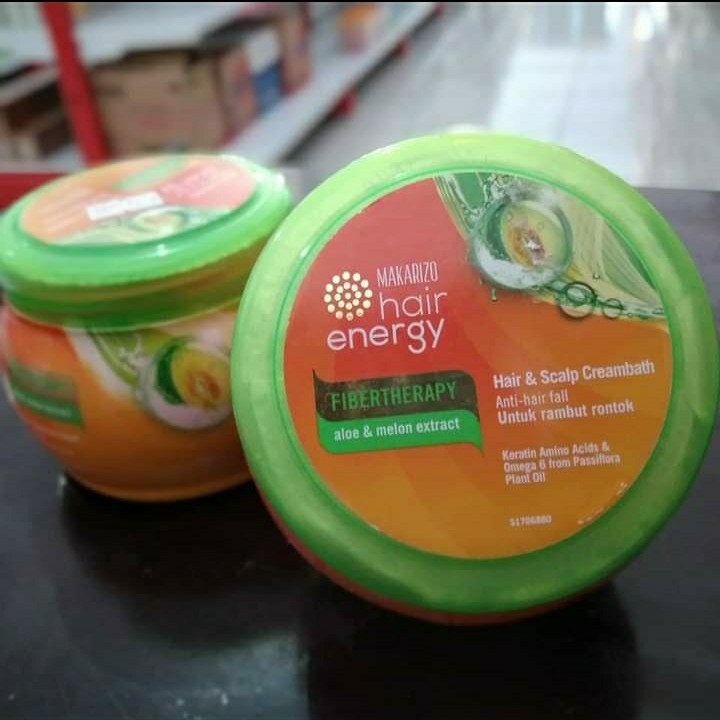 MAKARIZO
hair
energy
FIBERTHERAPY
aloe & melon extract
Hair & Scalp Creambath
Anti-hair fall
Untuk rambut rontok
Keratin Amino Acids &
Omega 6 from Passiflora
Plant Oil